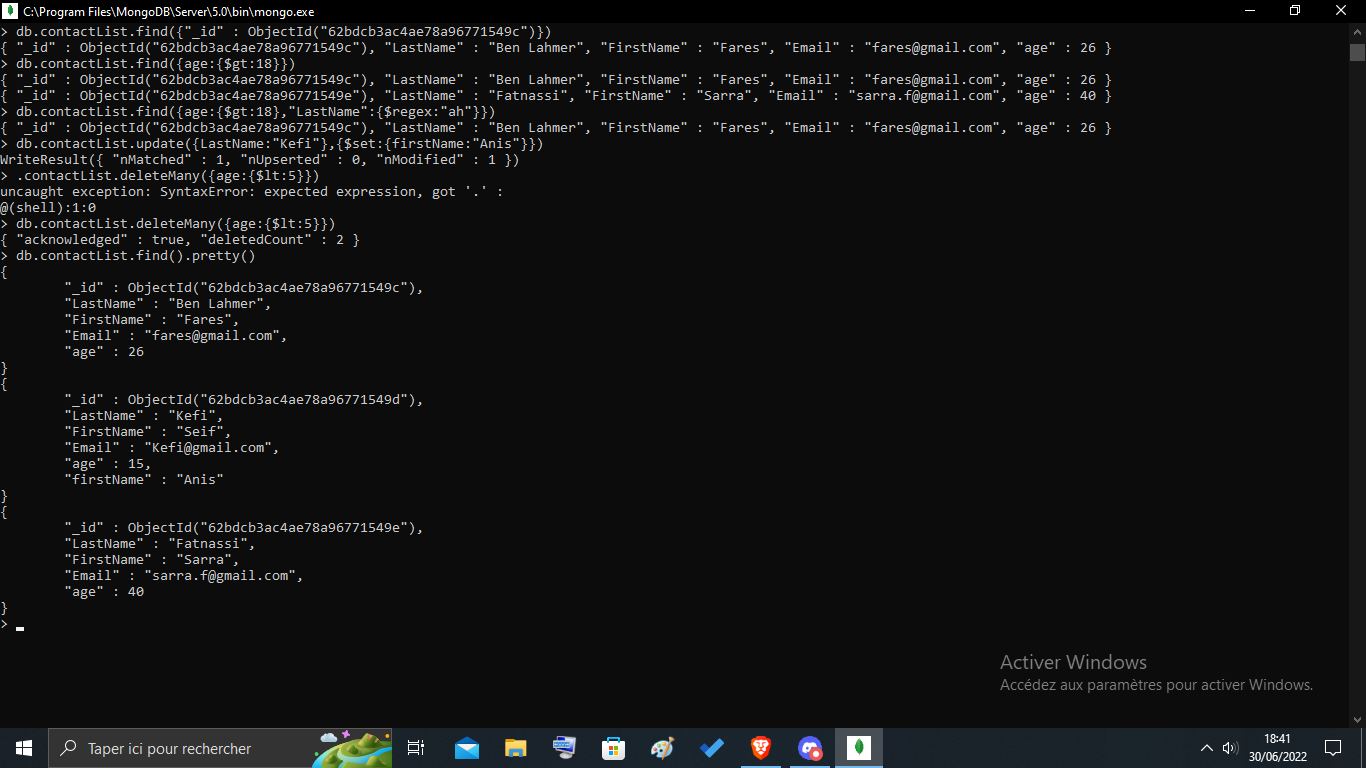 C:\Program Files\MongoDB\Server\5.0\bin\mongo.exe
> db.contactList.find({"_id" : ObjectId("62bdcb3ac4ae78a96771549c")})
{ "_id" : ObjectId("62bdcb3ac4ae78a96771549c"), "LastName" : "Ben Lahmer", "FirstName" : "Fares", "Email" : "fares@gmail.com", "age" : 26 }
> db.contactList.find({age:{$gt:18}})
{ "_id" : ObjectId("62bdcb3ac4ae78a96771549c"), "LastName" : "Ben Lahmer", "FirstName" : "Fares", "Email" : "fares@gmail.com", "age" : 26 }
{ "_id" : ObjectId("62bdcb3ac4ae78a96771549e"), "LastName" : "Fatnassi", "FirstName" : "Sarra", "Email" : "sarra.f@gmail.com", "age" : 40 }
> db.contactList.find({age:{$gt:18},"LastName":{$regex:"ah"}})
{ "_id" : ObjectId("62bdcb3ac4ae78a96771549c"), "LastName" : "Ben Lahmer", "FirstName" : "Fares", "Email" : "fares@gmail.com", "age" : 26 }
> db.contactList.update({LastName:"Kefi"},{$set:{firstName:"Anis"}})
WriteResult({ "nMatched" : 1, "nUpserted" : 0, "nModified" : 1 })
> .contactList.deleteMany({age:{$lt:5}})
uncaught exception: SyntaxError: expected expression, got '.' :
@(shell):1:0
> db.contactList.deleteMany({age:{$lt:5}})
{ "acknowledged" : true, "deletedCount" : 2 }
> db.contactList.find().pretty()
{
"_id" : ObjectId("62bdcb3ac4ae78a96771549c"),
"LastName" : "Ben Lahmer",
"FirstName" : "Fares",
"Email" : "fares@gmail.com",
"age" : 26
}
{
"_id" : ObjectId("62bdcb3ac4ae78a96771549d"),
"LastName" : "Kefi",
"FirstName" : "Seif",
"Email" : "Kefi@gmail.com",
"age" : 15,
"firstName" : "Anis"
}
{
"_id" : ObjectId("62bdcb3ac4ae78a96771549e"),
"LastName" : "Fatnassi",
"FirstName" : "Sarra",
"Email" : "sarra.f@gmail.com",
"age" : 40
}
>
Activer Windows
Accédez aux paramètres pour activer Windows.
Taper ici pour rechercher
18:41
30/06/2022